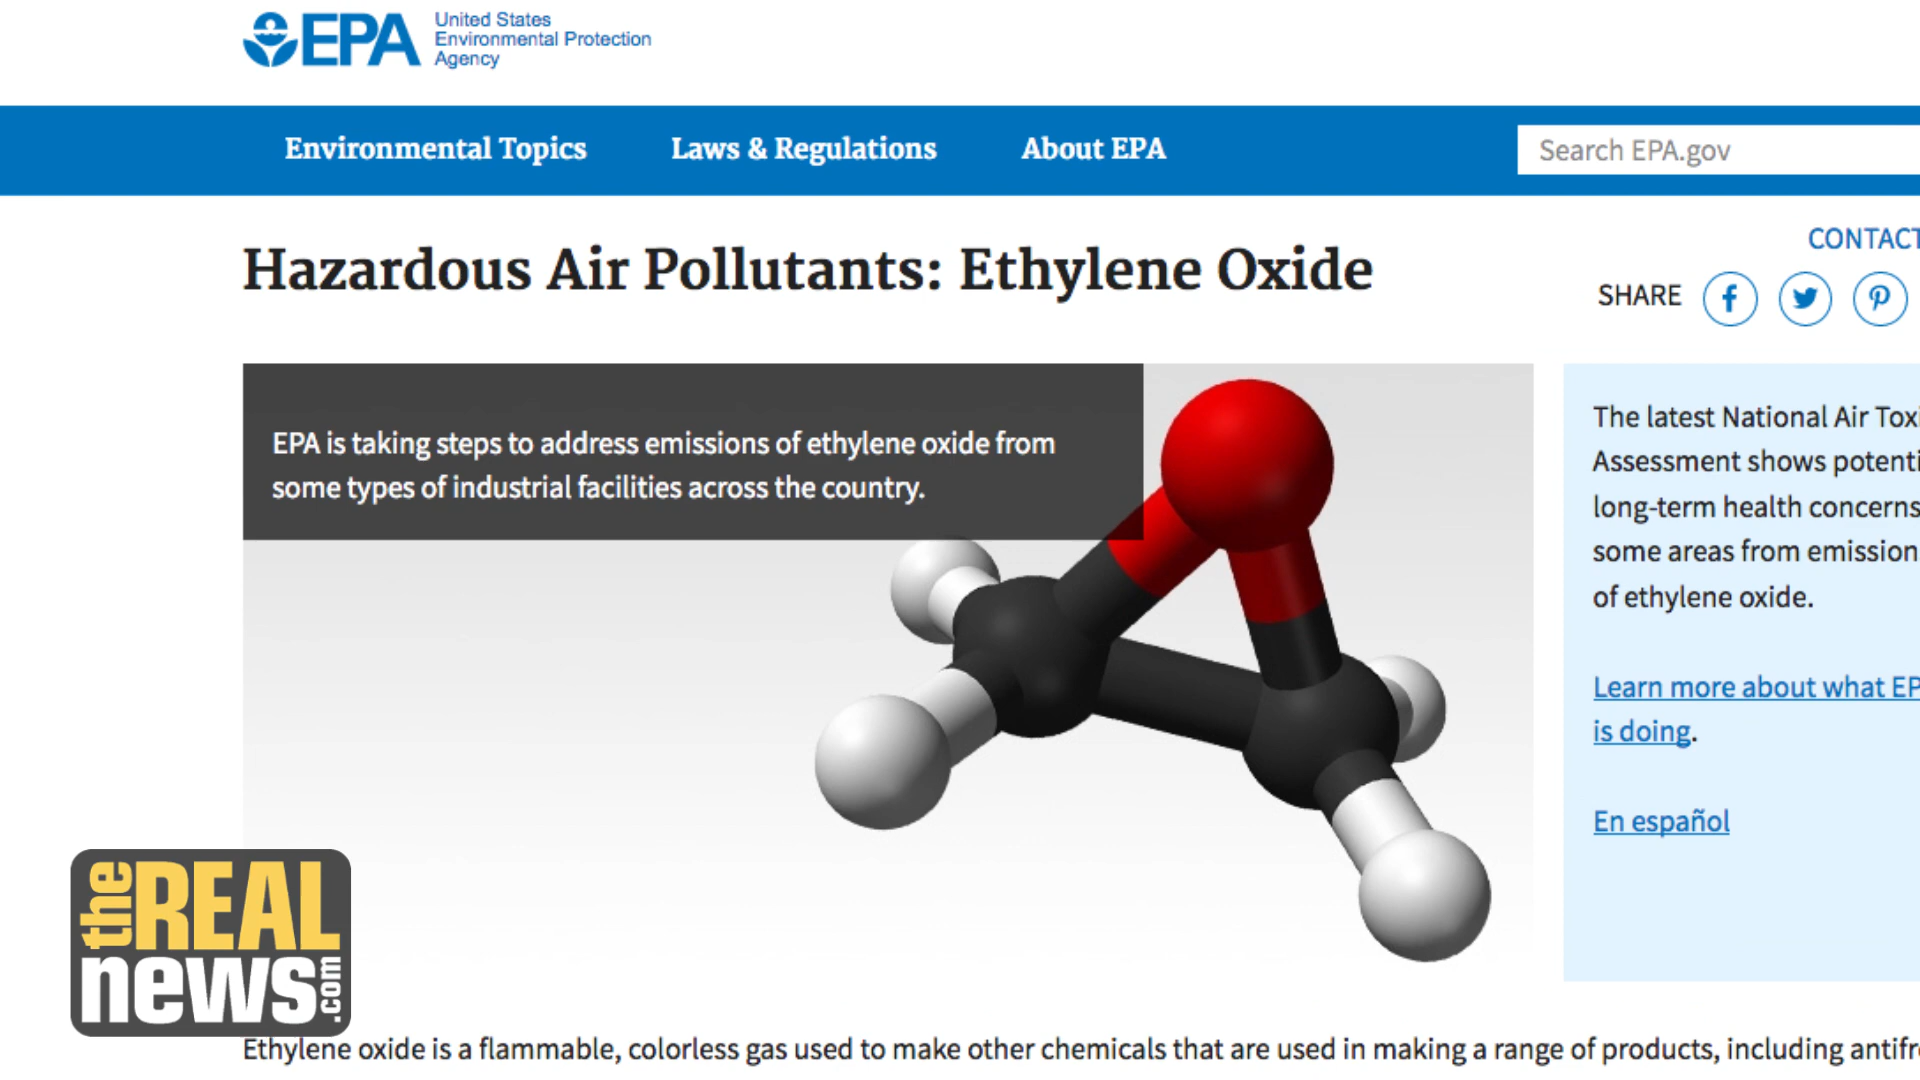 EPA
United States
Environmental Protection
Agency
Environmental Topics
Laws & Regulations
About EPA
Search EPA.gov
Hazardous Air Pollutants: Ethylene Oxide
CONTACT
SHARE
EPA is taking steps to address emissions of ethylene oxide from
some types of industrial facilities across the country.
The latest National Air Toxi
Assessment shows potenti
long-term health concerns
some areas from emission
of ethylene oxide.
Learn more about what EP
is doing.
En español
the REAL
news.com
Ethylene oxide is a flammable, colorless gas used to make other chemicals that are used in making a range of products, including antifr